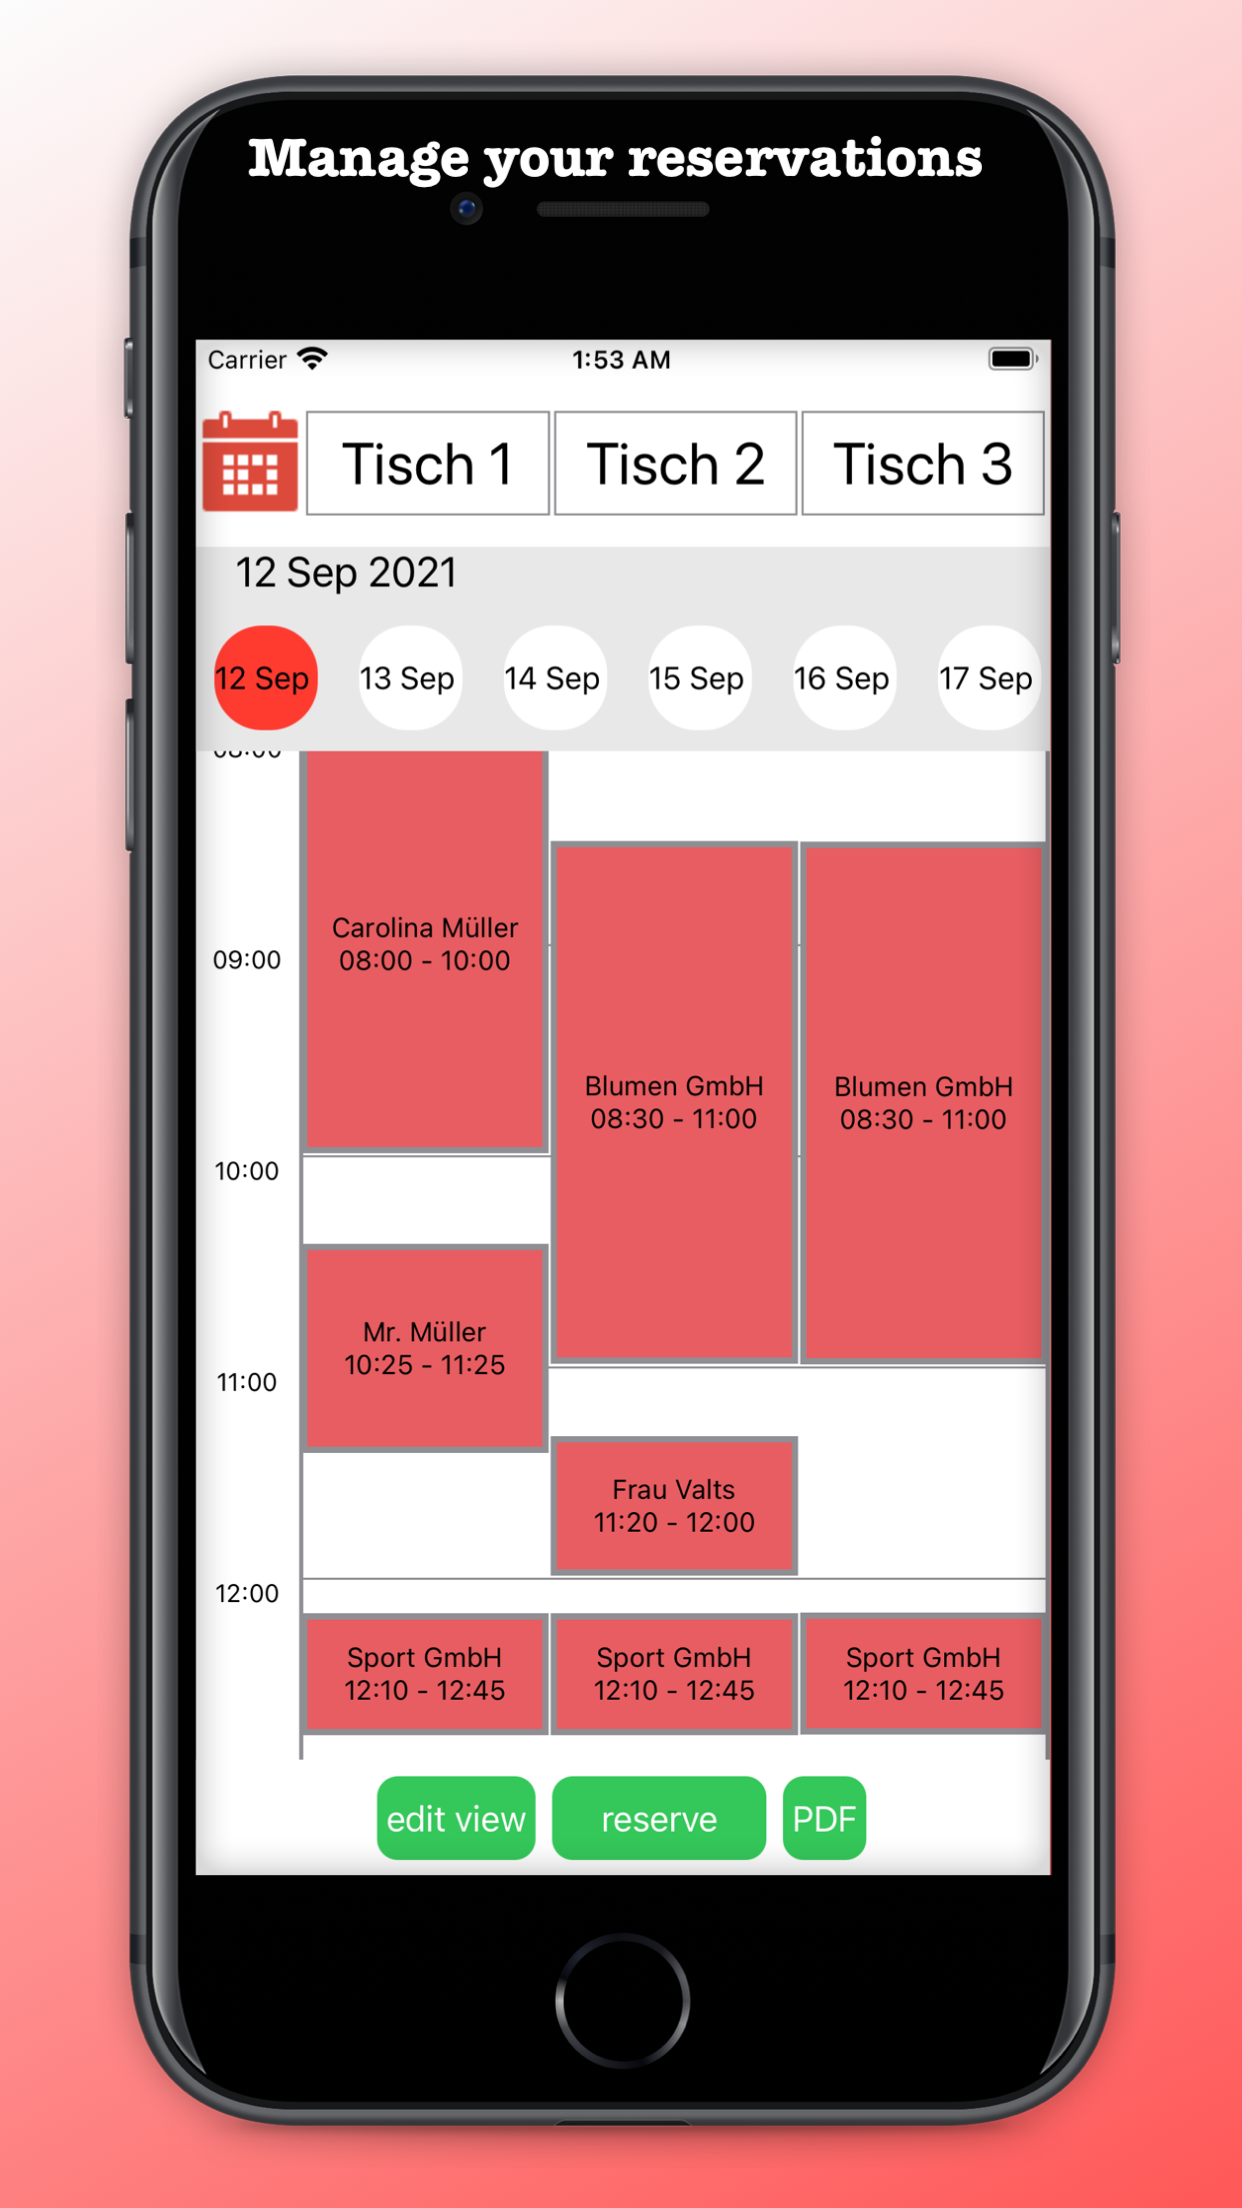 Manage your reservations
Carrier
1:53 AM
Tisch 1
Tisch 2
Tisch 3
12 Sep 2021
12 Sep
13 Sep
14 Sep
15 Sep
16 Sep
17 Sep
08:00
Carolina Müller
08:00 - 10:00
09:00
Blumen GmbH
08:30 - 11:00
Blumen GmbH
08:30 - 11:00
10:00
Mr. Müller
10:25 - 11:25
11:00
Frau Valts
11:20 - 12:00
12:00
Sport GmbH
12:10 - 12:45
Sport GmbH
12:10 - 12:45
Sport GmbH
12:10 - 12:45
edit view
reserve
PDF